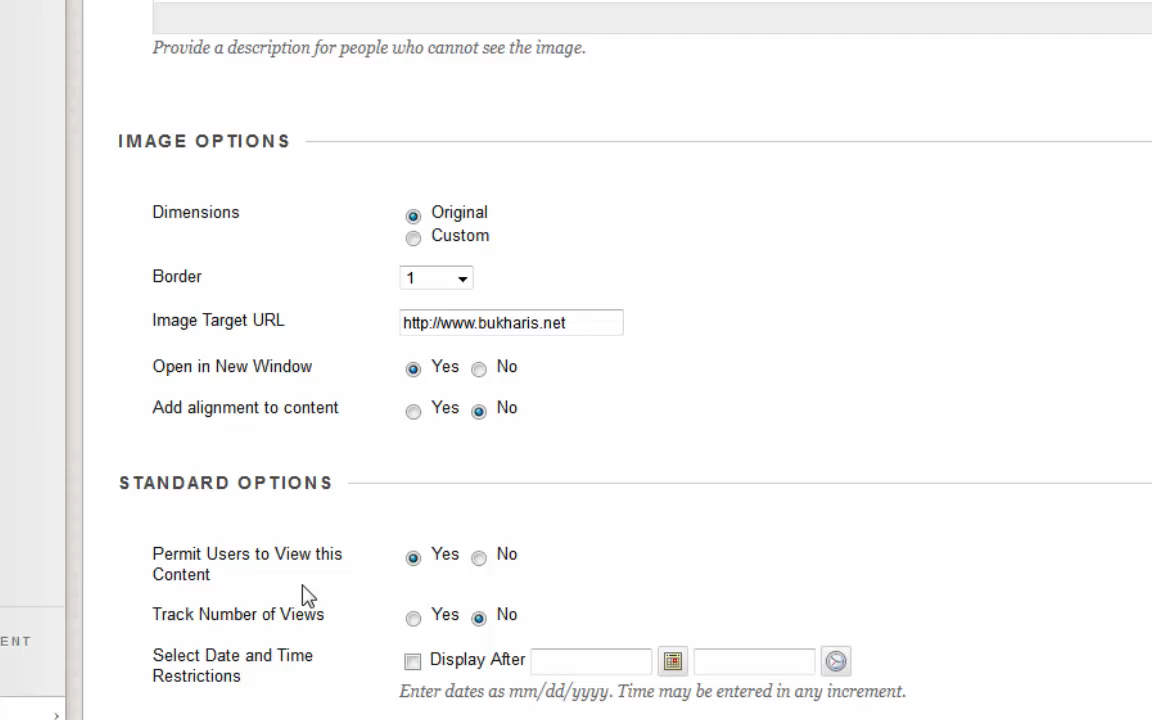 Provide a description for people who cannot see the image.
IMAGE OPTIONS
Dimensions
Original
Custom
Border
1
Image Target URL
http://www.bukharis.net
Open in New Window
Yes No
Add alignment to content
Yes No
STANDARD OPTIONS
Permit Users to View this
Content
Yes No
Track Number of Views
Yes No
ENT
Select Date and Time
Restrictions
Display After
Enter dates as mm/dd/yyyy. Time may be entered in any increment.